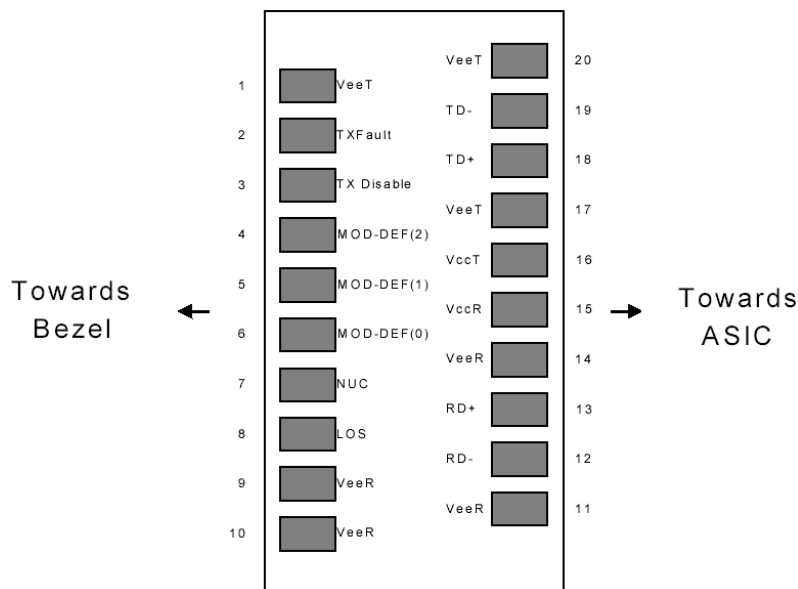 VeeT 20
1 VeeT
TD- 19
2 TXFault
TD+ 18
3 TX Disable
VeeT 17
4 MOD-DEF(2)
VccT 16
5 MOD-DEF(1)
Towards
Bezel
VccR 15
Towards
ASIC
6 MOD-DEF(0)
VeeR 14
7 NUC
RD+ 13
8 LOS
RD- 12
9 VeeR
VeeR 11
10 VeeR